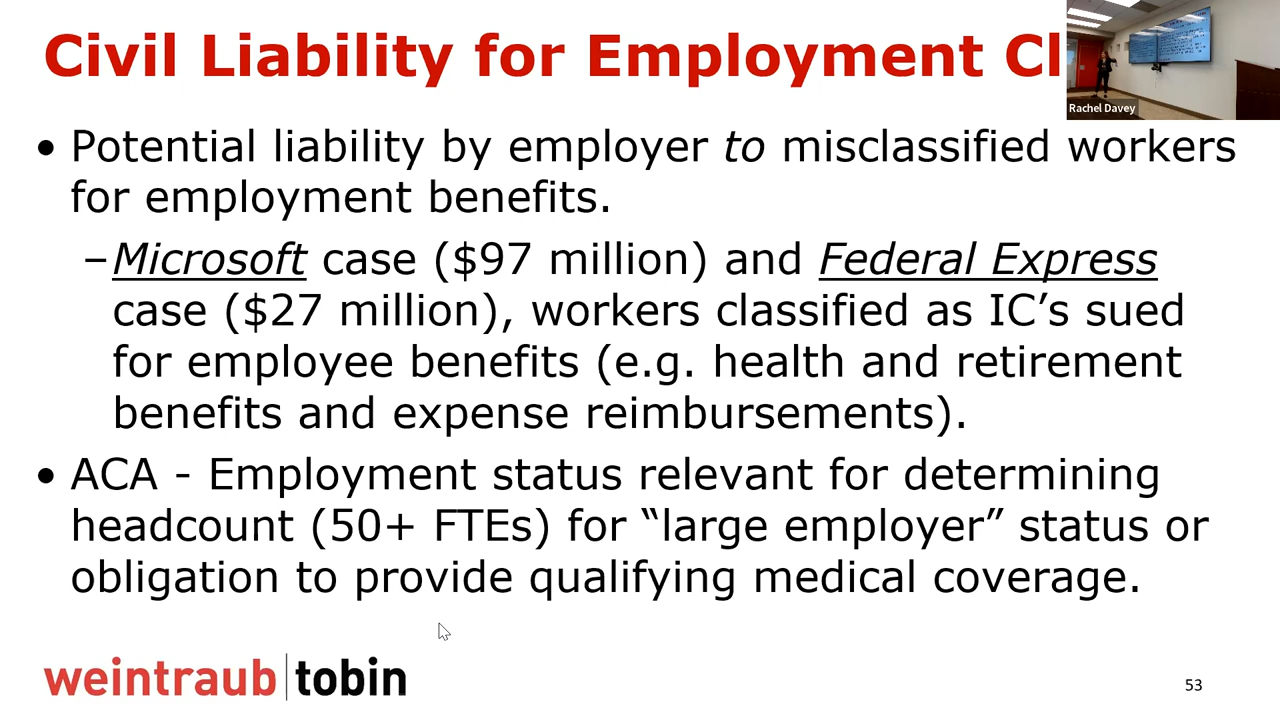 Civil Liability for Employment Cl
Rachel Davey
• Potential liability by employer to misclassified workers
for employment benefits.
–Microsoft case ($97 million) and Federal Express
case ($27 million), workers classified as IC’s sued
for employee benefits (e.g. health and retirement
benefits and expense reimbursements).
• ACA - Employment status relevant for determining
headcount (50+ FTEs) for “large employer” status or
obligation to provide qualifying medical coverage.
weintraub tobin
53